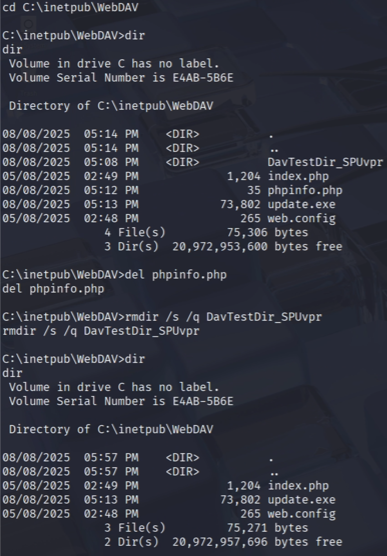 cd C:\inetpub\WebDAV
C:\inetpub\WebDAV>dir
dir
 Volume in drive C has no label.
 Volume Serial Number is E4AB-5B6E
 Directory of C:\inetpub\WebDAV
08/08/2025  05:14 PM    <DIR>          .
08/08/2025  05:14 PM    <DIR>          ..
08/08/2025  05:08 PM    <DIR>          DavTestDir_SPUvpr
05/08/2025  02:49 PM             1,204 index.php
08/08/2025  05:12 PM                35 phpinfo.php
08/08/2025  05:13 PM            73,802 update.exe
05/08/2025  02:48 PM               265 web.config
               4 File(s)         75,306 bytes
               3 Dir(s)  20,972,953,600 bytes free
C:\inetpub\WebDAV>del phpinfo.php
del phpinfo.php
C:\inetpub\WebDAV>rmdir /s /q DavTestDir_SPUvpr
rmdir /s /q DavTestDir_SPUvpr
C:\inetpub\WebDAV>dir
dir
 Volume in drive C has no label.
 Volume Serial Number is E4AB-5B6E
 Directory of C:\inetpub\WebDAV
08/08/2025  05:57 PM    <DIR>          .
08/08/2025  05:57 PM    <DIR>          ..
05/08/2025  02:49 PM             1,204 index.php
08/08/2025  05:13 PM            73,802 update.exe
05/08/2025  02:48 PM               265 web.config
               3 File(s)         75,271 bytes
               2 Dir(s)  20,972,957,696 bytes free